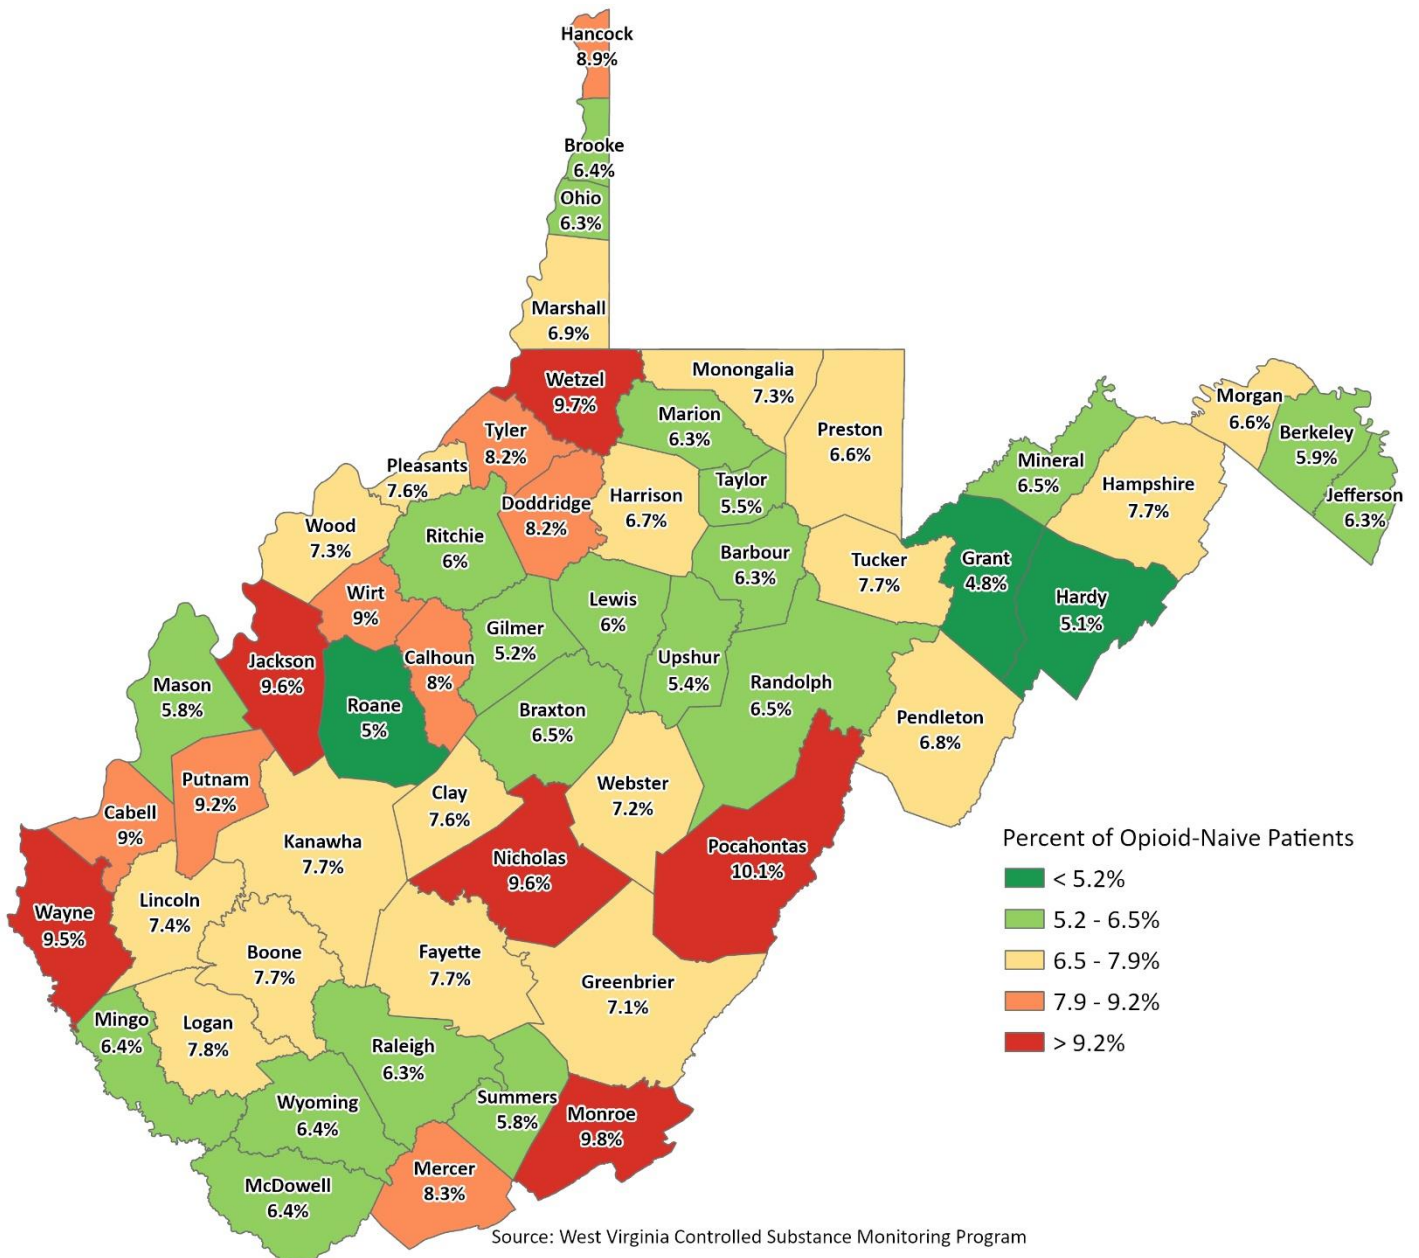 Hancock
8.9%
Brooke
6.4%
Ohio
6.3%
Marshall
6.9%
Wetzel
9.7%
Monongalia
7.3%
Marion
6.3%
Preston
6.6%
Morgan
6.6%
Berkeley
5.9%
Jefferson
6.3%
Mineral
6.5%
Hampshire
7.7%
Tyler
8.2%
Pleasants
7.6%
Doddridge
8.2%
Harrison
6.7%
Taylor
5.5%
Wood
7.3%
Ritchie
6%
Barbour
6.3%
Tucker
7.7%
Grant
4.8%
Hardy
5.1%
Wirt
9%
Lewis
6%
Gilmer
5.2%
Calhoun
8%
Upshur
5.4%
Jackson
9.6%
Mason
5.8%
Roane
5%
Braxton
6.5%
Randolph
6.5%
Pendleton
6.8%
Putnam
9.2%
Cabell
9%
Clay
7.6%
Webster
7.2%
Kanawha
7.7%
Nicholas
9.6%
Pocahontas
10.1%
Wayne
9.5%
Lincoln
7.4%
Boone
7.7%
Fayette
7.7%
Greenbrier
7.1%
Mingo
6.4%
Logan
7.8%
Raleigh
6.3%
Wyoming
6.4%
Summers
5.8%
Monroe
9.8%
McDowell
6.4%
Mercer
8.3%
Percent of Opioid-Naive Patients
< 5.2%
5.2 - 6.5%
6.5 - 7.9%
7.9 - 9.2%
> 9.2%
Source: West Virginia Controlled Substance Monitoring Program